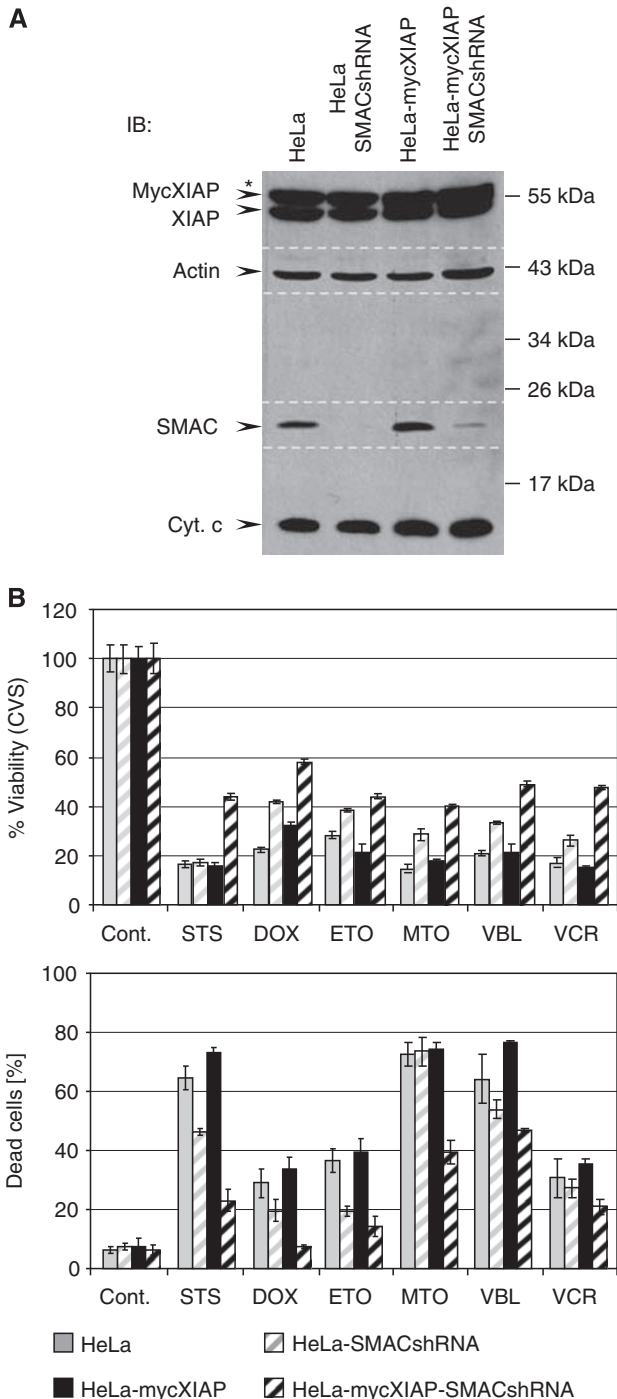 A
IB:
HeLa
HeLa
SMACshRNA
HeLa-mycXIAP
HeLa-mycXIAP
SMACshRNA
MycXIAP
*
XIAP
Actin
SMAC
Cyt. c
55 kDa
43 kDa
34 kDa
26 kDa
17 kDa
B
% Viability (CVS)
120
100
80
60
40
20
0
Cont. STS DOX ETO MTO VBL VCR
Dead cells [%]
100
80
60
40
20
0
Cont. STS DOX ETO MTO VBL VCR
HeLa HeLa-SMACshRNA
HeLa-mycXIAP HeLa-mycXIAP-SMACshRNA